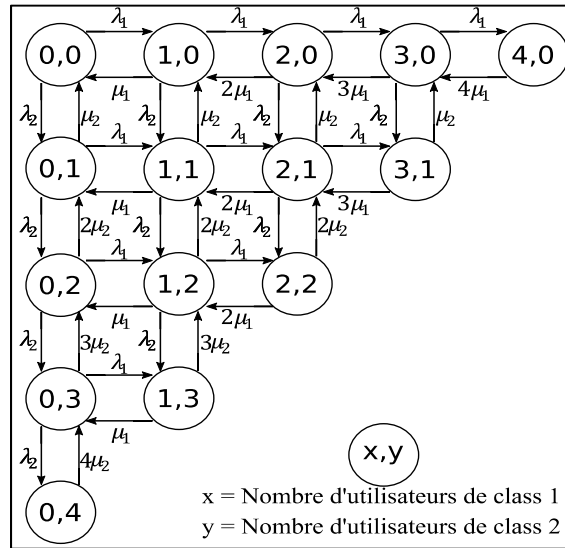 λ₁ λ₁ λ₁ λ₁
0,0 1,0 2,0 3,0 4,0
μ₁ 2μ₁ 3μ₁ 4μ₁
λ₂ μ₂ λ₂ μ₂ λ₂ μ₂ λ₂ μ₂
λ₁ λ₁ λ₁
0,1 1,1 2,1 3,1
μ₁ 2μ₁ 3μ₁
λ₂ 2μ₂ λ₂ 2μ₂ λ₂ 2μ₂
λ₁ λ₁
0,2 1,2 2,2
μ₁ 2μ₁
λ₂ 3μ₂ λ₂ 3μ₂
λ₁
0,3 1,3
μ₁
λ₂ 4μ₂
x,y
0,4
x = Nombre d'utilisateurs de class 1
y = Nombre d'utilisateurs de class 2